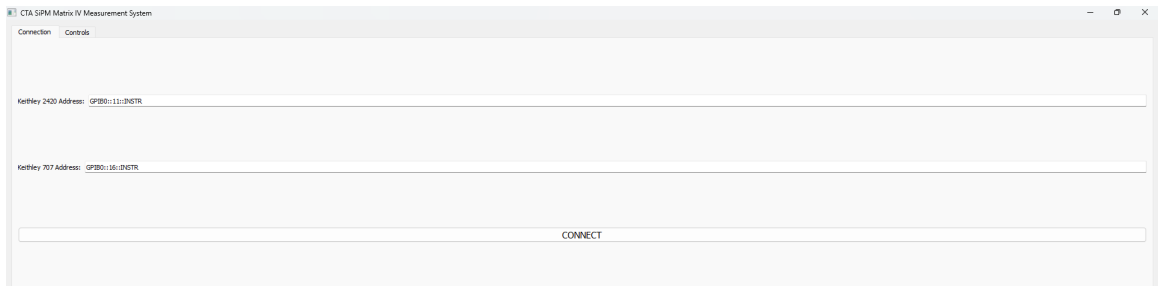 CTA SiPM Matrix IV Measurement System
Connection Controls
Keithley 2420 Address: GPIB0::11::INSTR
Keithley 707 Address: GPIB0::16::INSTR
CONNECT